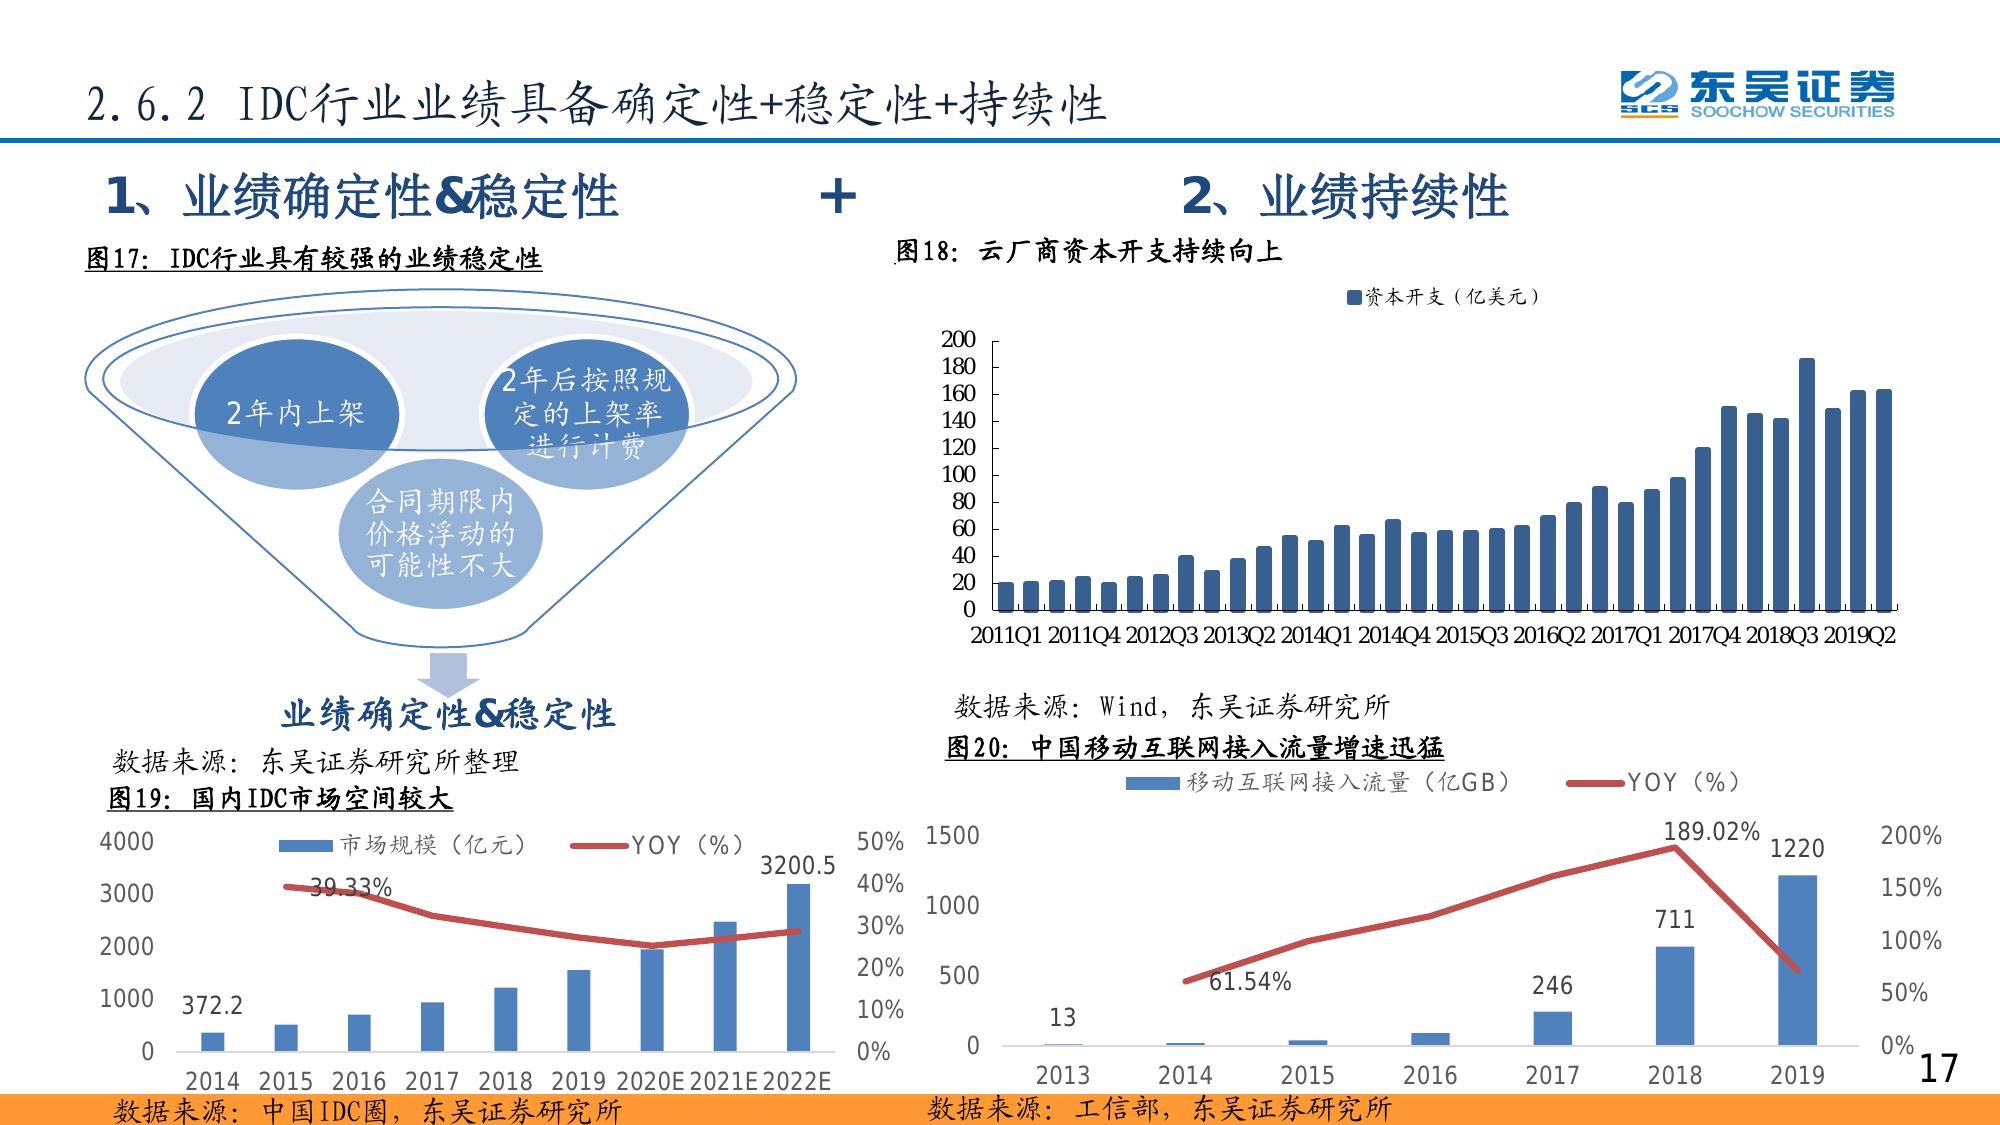 2.6.2 IDC行业业绩具备确定性+稳定性+持续性
SCS 东吴证券
SOOCHOW SECURITIES
1、业绩确定性&稳定性
+
2、业绩持续性
图17：IDC行业具有较强的业绩稳定性
2年内上架
2年后按照规
定的上架率
进行计费
合同期限内
价格浮动的
可能性不大
业绩确定性&稳定性
数据来源：东吴证券研究所整理
图18：云厂商资本开支持续向上
资本开支（亿美元）
200
180
160
140
120
100
80
60
40
20
0
2011Q1 2011Q4 2012Q3 2013Q2 2014Q1 2014Q4 2015Q3 2016Q2 2017Q1 2017Q4 2018Q3 2019Q2
数据来源：Wind，东吴证券研究所
图19：国内IDC市场空间较大
市场规模（亿元） YOY（%）
4000
3000
2000
1000
0
50%
40%
30%
20%
10%
0%
372.2
39.33%
3200.5
2014 2015 2016 2017 2018 2019 2020E 2021E 2022E
数据来源：中国IDC圈，东吴证券研究所
图20：中国移动互联网接入流量增速迅猛
移动互联网接入流量（亿GB） YOY（%）
1500
1000
500
0
200%
150%
100%
50%
0%
13
61.54%
246
711
189.02%
1220
2013 2014 2015 2016 2017 2018 2019
数据来源：工信部，东吴证券研究所
17